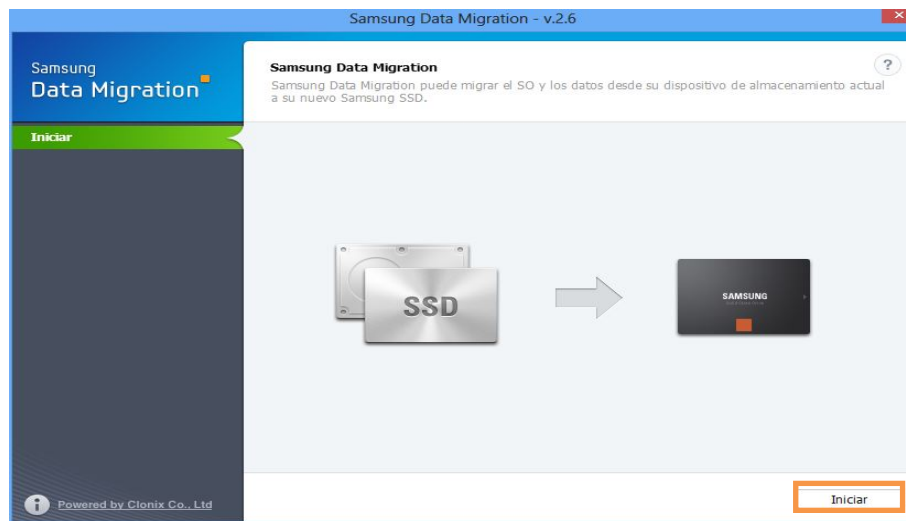 Samsung Data Migration - v.2.6
Samsung
Data Migration
Samsung Data Migration
Samsung Data Migration puede migrar el SO y los datos desde su dispositivo de almacenamiento actual
a su nuevo Samsung SSD.
?
Iniciar
SSD
SAMSUNG
i Powered by Clonix Co., Ltd
Iniciar